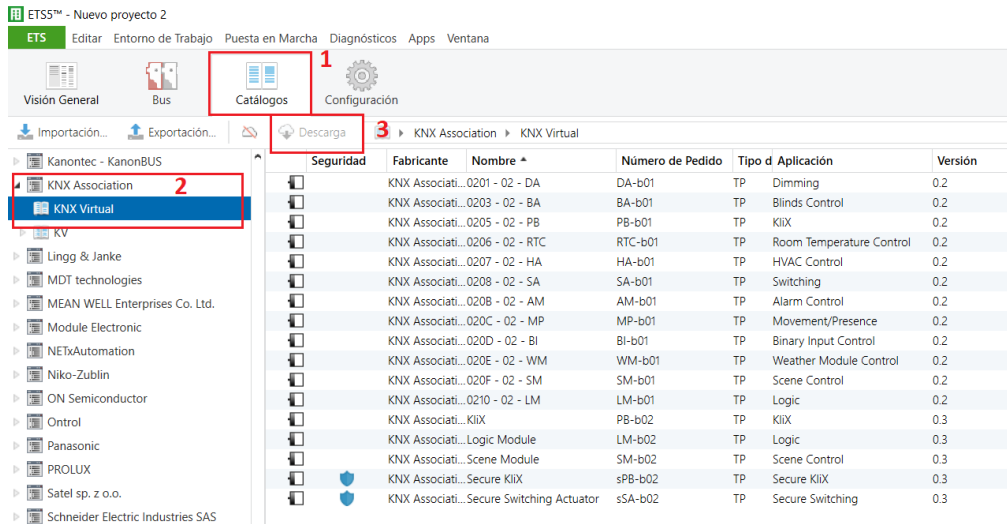 ETS5™ - Nuevo proyecto 2
ETS Editar Entorno de Trabajo Puesta en Marcha Diagnósticos Apps Ventana
1
Visión General Bus Catálogos Configuración
Importación... Exportación... Descarga 3 KNX Association KNX Virtual
Kanontec - KanonBUS
KNX Association
2
KNX Virtual
KV
Lingg & Janke
MDT technologies
MEAN WELL Enterprises Co. Ltd.
Module Electronic
NETxAutomation
Niko-Zublin
ON Semiconductor
Ontrol
Panasonic
PROLUX
Satel sp. z o.o.
Schneider Electric Industries SAS
Seguridad Fabricante Nombre Número de Pedido Tipo d Aplicación Versión
KNX Associati... 0201 - 02 - DA DA-b01 TP Dimming 0.2
KNX Associati... 0203 - 02 - BA BA-b01 TP Blinds Control 0.2
KNX Associati... 0205 - 02 - PB PB-b01 TP KliX 0.2
KNX Associati... 0206 - 02 - RTC RTC-b01 TP Room Temperature Control 0.2
KNX Associati... 0207 - 02 - HA HA-b01 TP HVAC Control 0.2
KNX Associati... 0208 - 02 - SA SA-b01 TP Switching 0.2
KNX Associati... 020B - 02 - AM AM-b01 TP Alarm Control 0.2
KNX Associati... 020C - 02 - MP MP-b01 TP Movement/Presence 0.2
KNX Associati... 020D - 02 - BI BI-b01 TP Binary Input Control 0.2
KNX Associati... 020E - 02 - WM WM-b01 TP Weather Module Control 0.2
KNX Associati... 020F - 02 - SM SM-b01 TP Scene Control 0.2
KNX Associati... 0210 - 02 - LM LM-b01 TP Logic 0.2
KNX Associati... KliX PB-b02 TP KliX 0.3
KNX Associati... Logic Module LM-b02 TP Logic 0.3
KNX Associati... Scene Module SM-b02 TP Scene Control 0.3
KNX Associati... Secure KliX sPB-b02 TP Secure KliX 0.3
KNX Associati... Secure Switching Actuator sSA-b02 TP Secure Switching 0.3